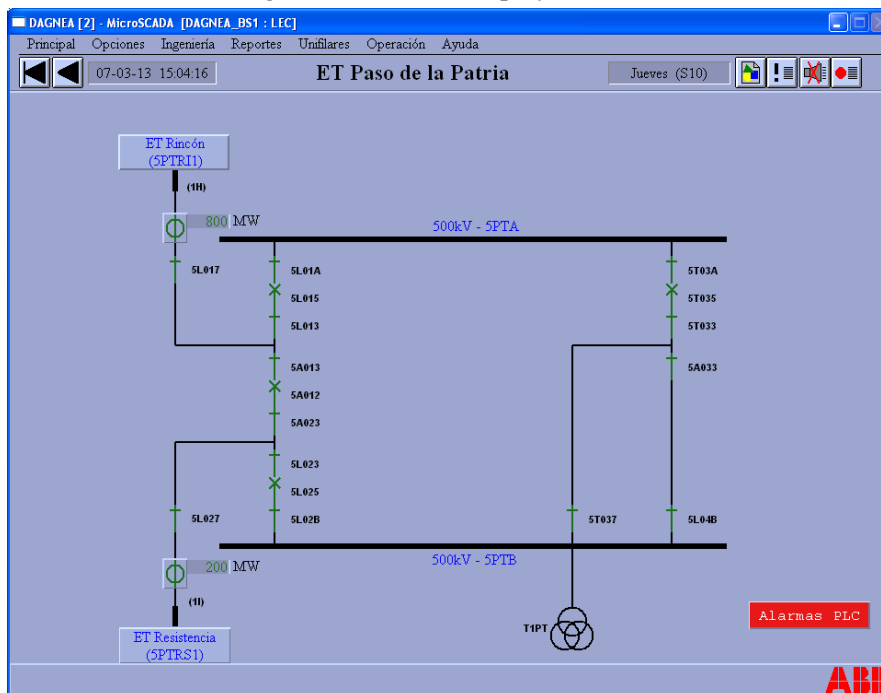 DAGNEA [2] - MicroSCADA [DAGNEA_BS1 : LEC]
Principal Opciones Ingeniería Reportes Unifilares Operación Ayuda
07-03-13 15:04:16 ET Paso de la Patria Jueves (S10)
ET Rincón
(5PTRI1)
(1H)
800 MW
500kV - 5PTA
5L017
5L01A
5T03A
5L015
5T035
5L013
5T033
5A013
5A033
5A012
5A023
5L023
5L025
5L027
5L02B
5T037
5L04B
500kV - 5PTB
200 MW
(1I)
Alarmas PLC
T1PT
ET Resistencia
(5PTRS1)
ABB